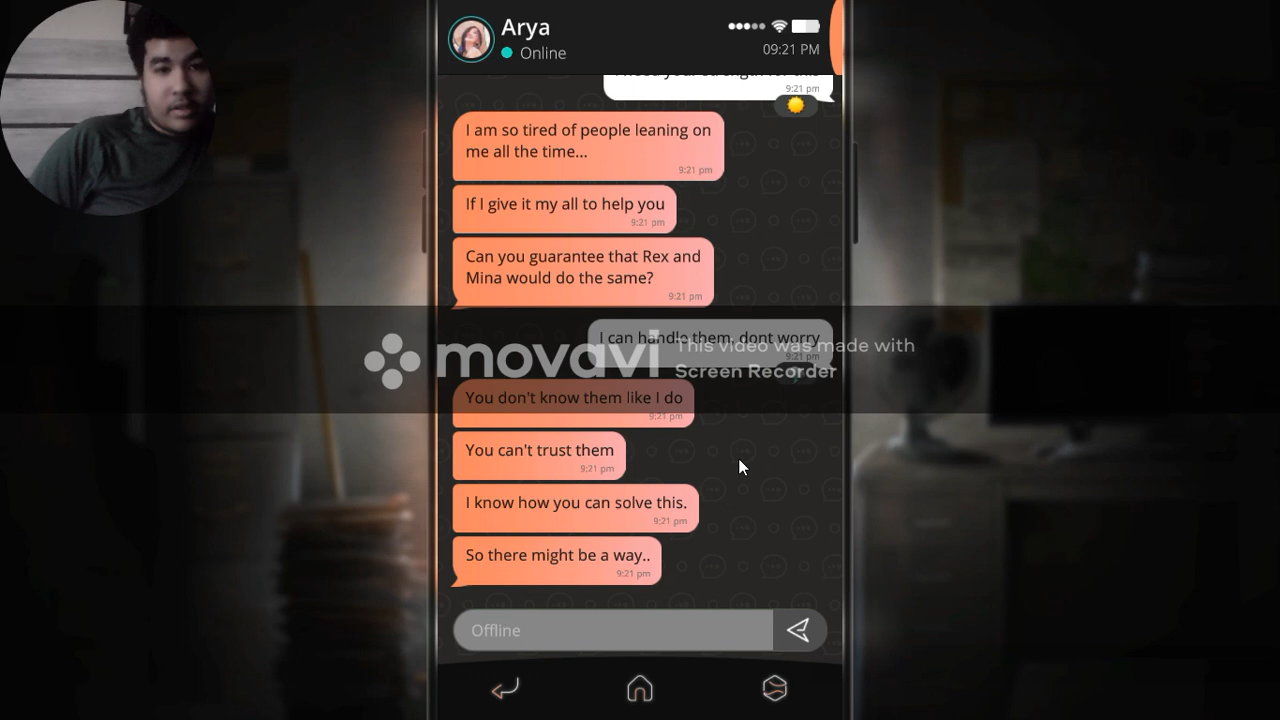 Arya
Online
09:21 PM
9:21 pm
I am so tired of people leaning on
me all the time...
9:21 pm
If I give it my all to help you
9:21 pm
Can you guarantee that Rex and
Mina would do the same?
9:21 pm
I can handle them, dont worry
9:21 pm
movavi
This video was made with
Screen Recorder
You don't know them like I do
9:21 pm
You can't trust them
9:21 pm
I know how you can solve this.
9:21 pm
So there might be a way..
9:21 pm
Offline